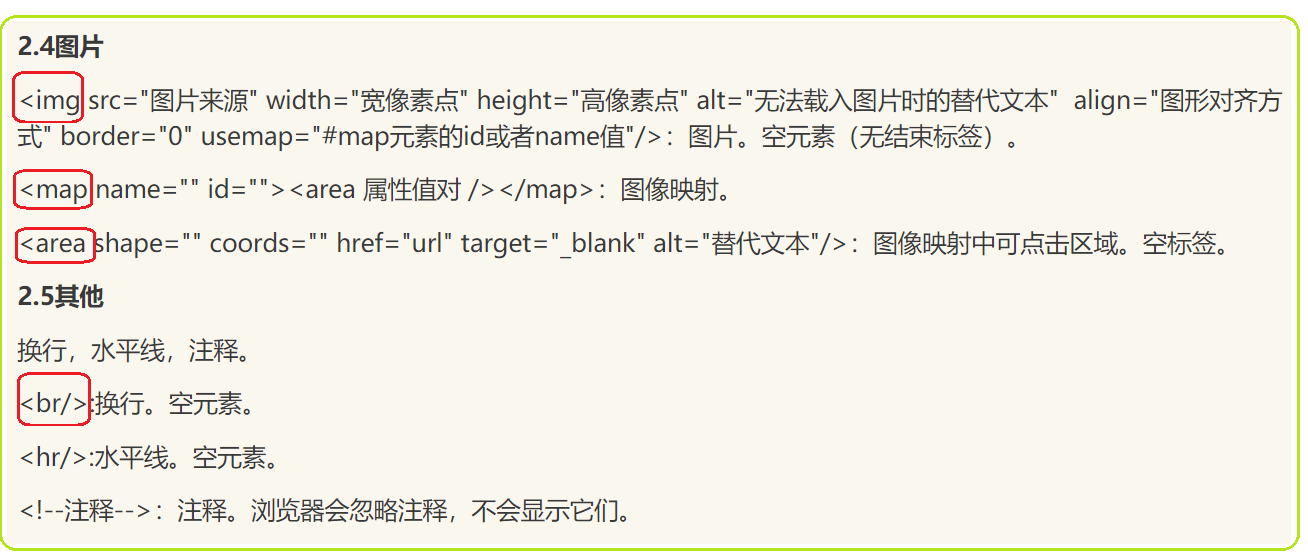 2.4图片
<img src="图片来源" width="宽像素点" height="高像素点" alt="无法载入图片时的替代文本"  align="图形对齐方
式" border="0" usemap="#map元素的id或者name值"/>：图片。空元素（无结束标签）。
<map name="" id=""><area 属性值对 /></map>：图像映射。
<area shape="" coords="" href="url" target="_blank" alt="替代文本"/>：图像映射中可点击区域。空标签。
2.5其他
换行，水平线，注释。
<br/>:换行。空元素。
<hr/>:水平线。空元素。
<!--注释-->：注释。浏览器会忽略注释，不会显示它们。